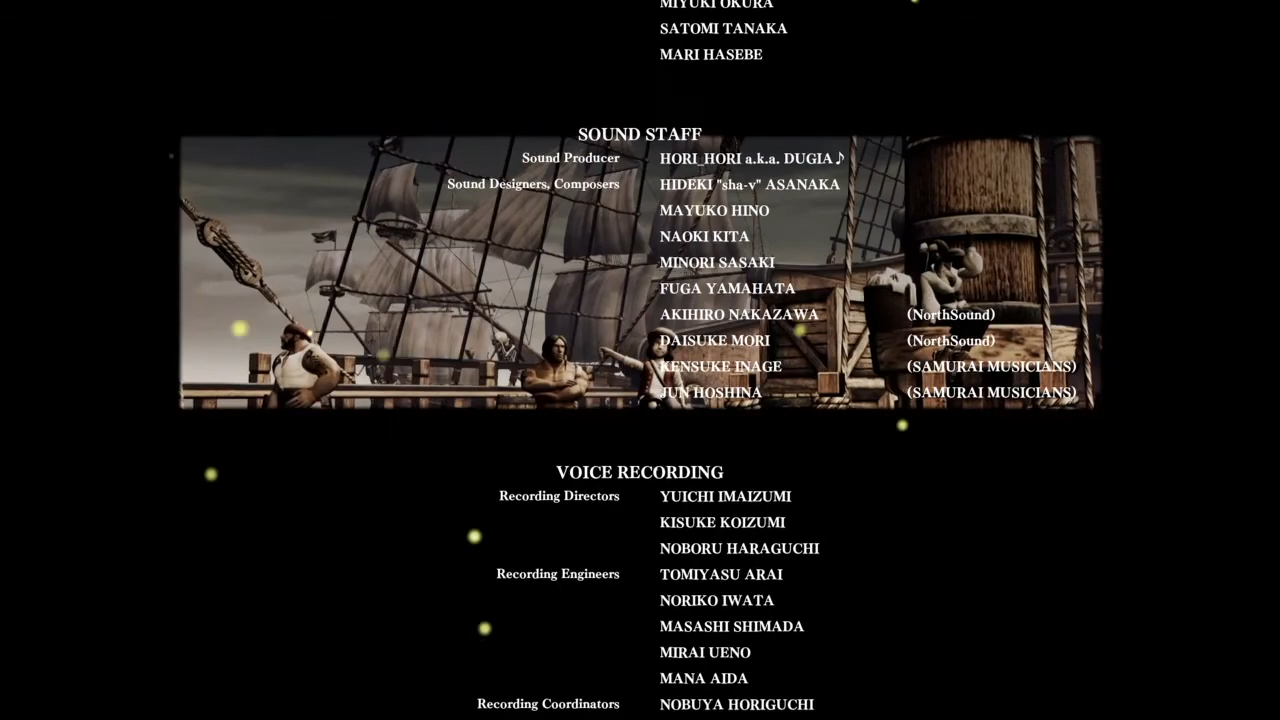 MIYUKI OKURA
SATOMI TANAKA
MARI HASEBE
SOUND STAFF
Sound Producer HORI_HORI a.k.a. DUGIA♪
Sound Designers, Composers HIDEKI "sha-v" ASANAKA
MAYUKO HINO
NAOKI KITA
MINORI SASAKI
FUGA YAMAHATA
AKIHIRO NAKAZAWA (NorthSound)
DAISUKE MORI (NorthSound)
KENSUKE INAGE (SAMURAI MUSICIANS)
JUN HOSHINA (SAMURAI MUSICIANS)
VOICE RECORDING
Recording Directors YUICHI IMAIZUMI
KISUKE KOIZUMI
NOBORU HARAGUCHI
Recording Engineers TOMIYASU ARAI
NORIKO IWATA
MASASHI SHIMADA
MIRAI UENO
MANA AIDA
Recording Coordinators NOBUYA HORIGUCHI